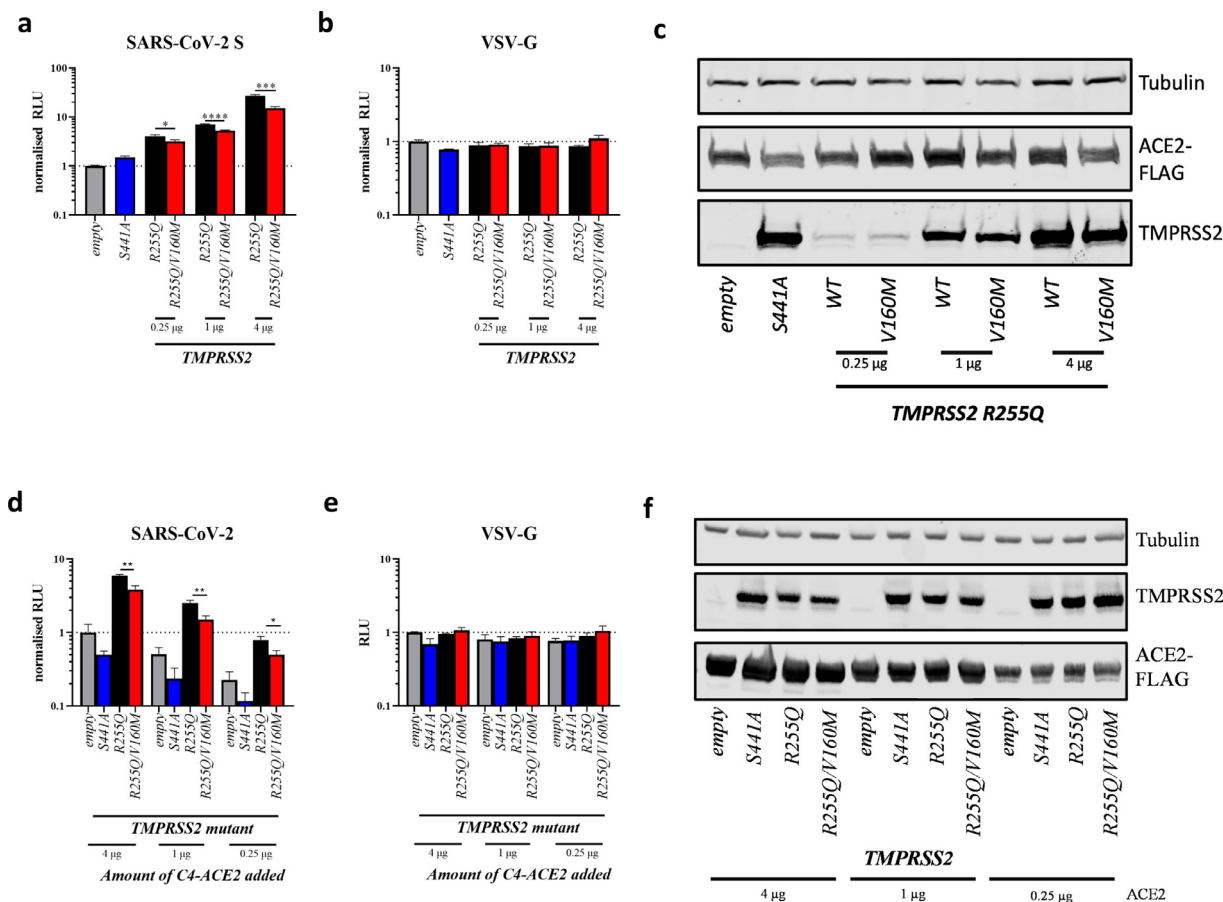 a
SARS-CoV-2 S
normalised RLU
100
10
1
0.1
*
****
***
empty
S441A
R255Q
R255Q/V160M
R255Q
R255Q/V160M
R255Q
R255Q/V160M
0.25 µg
1 µg
4 µg
TMPRSS2
b
VSV-G
normalised RLU
10
1
0.1
empty
S441A
R255Q
R255Q/V160M
R255Q
R255Q/V160M
R255Q
R255Q/V160M
0.25 µg
1 µg
4 µg
TMPRSS2
c
Tubulin
ACE2-
FLAG
TMPRSS2
empty
S441A
WT
V160M
WT
V160M
WT
V160M
0.25 µg
1 µg
4 µg
TMPRSS2 R255Q
d
SARS-CoV-2
normalised RLU
10
1
0.1
**
**
*
empty
S441A
R255Q
R255Q/V160M
empty
S441A
R255Q
R255Q/V160M
empty
S441A
R255Q
R255Q/V160M
TMPRSS2 mutant
4 µg
1 µg
0.25 µg
Amount of C4-ACE2 added
e
VSV-G
RLU
10
1
0.1
empty
S441A
R255Q
R255Q/V160M
empty
S441A
R255Q
R255Q/V160M
empty
S441A
R255Q
R255Q/V160M
TMPRSS2 mutant
4 µg
1 µg
0.25 µg
Amount of C4-ACE2 added
f
Tubulin
TMPRSS2
ACE2-
FLAG
empty
S441A
R255Q
R255Q/V160M
empty
S441A
R255Q
R255Q/V160M
empty
S441A
R255Q
R255Q/V160M
TMPRSS2
4 µg
1 µg
0.25 µg
ACE2